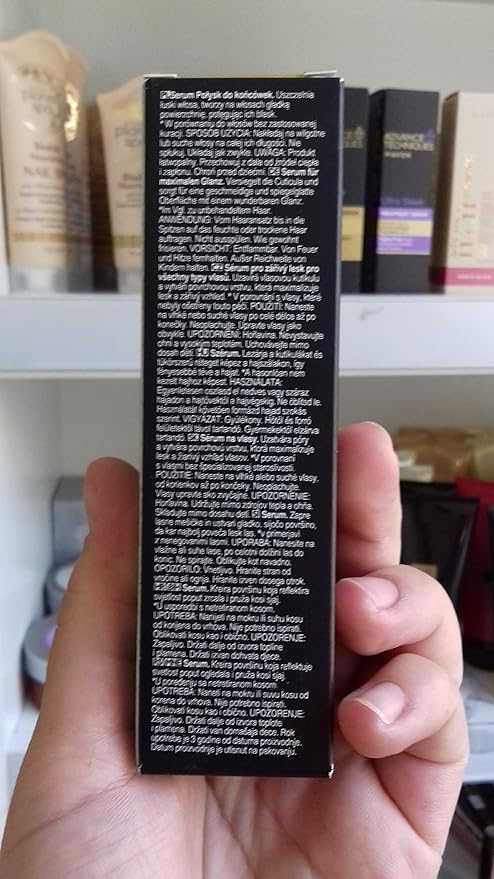 PL Serum Połysk do końcówek. Uszczelnia
łuski włosa, tworzy na włosach gładką
powierzchnię, potęgując ich blask.
*W porównaniu do włosów bez zastosowanej
kuracji. SPOSÓB UŻYCIA: Nakładaj na wilgotne
lub suche włosy na całej ich długości. Nie
spłukuj. Układaj jak zwykle. UWAGA: Produkt
łatwopalny. Przechowuj z dala od źródeł ciepła
i zapłonu. Chroń przed dziećmi. Serum für
maximalen Glanz. Versiegelt die Cuticula und
sorgt für eine geschmeidige und spiegelglatte
Oberfläche mit einem wunderbaren Glanz.
*Im Vgl. zu unbehandeltem Haar.
ANWENDUNG: Vom Haaransatz bis in die
Spitzen auf das feuchte oder trockene Haar
auftragen. Nicht ausspülen. Wie gewohnt
frisieren. VORSICHT: Entflammbar. Von Feuer
und Hitze fernhalten. Außer Reichweite von
Kindern halten. Sérum pro zářivý lesk pro
všechny typy vlasů. Uzavírá vlasovou kutikulu
a vytváří povrchovou vrstvu, která maximalizuje
lesk a zářivý vzhled. *V porovnání s vlasy, které
nebyly ošetřeny touto péčí. POUŽITÍ: Naneste
na vlhké nebo suché vlasy po celé délce až po
konečky. Neoplachujte. Upravte vlasy jako
obvykle. UPOZORNĚNÍ: Hořlavina. Nevystavujte
ohni a vysokým teplotám. Uchovávejte mimo
dosah dětí. Szérum. Lezárja a kutikulákat és
tükörszerű réteget képez a hajszálakon, így
fényesebbé téve a hajat. *A hasonlóan nem
kezelt hajhoz képest. HASZNÁLATA:
Egyenletesen oszlasd el nedves vagy száraz
hajadon a hajtövektől a hajvégekig. Ne öblítsd le.
Használatát követően formázd hajad szokás
szerint. VIGYÁZAT: Gyúlékony. Hőtől és forró
felületektől távol tartandó. Gyermekektől elzárva
tartandó. Sérum na vlasy. Uzatvára póry
a vytvára povrchovú vrstvu, ktorá maximalizuje
lesk a žiarivý vzhľad vlasov. *V porovnaní
s vlasmi bez špecializovanej starostlivosti.
POUŽITIE: Naneste na vlhké alebo suché vlasy,
od korienkov až po končeky. Neoplachujte.
Vlasy upravte ako zvyčajne. UPOZORNENIE:
Horľavina. Udržujte mimo zdrojov tepla a ohňa.
Skladujte mimo dosahu detí. Serum. Zapre
lasne mešičke in ustvari gladko, sijočo površino,
da kar najbolj poveča lesk las. *v primerjavi
z nenegovanimi lasmi. UPORABA: Nanesite na
vlažne ali suhe lase, po celotni dolžini las do
konic. Ne spirajte. Oblikujte kot navadno.
OPOZORILO: Vnetljivo. Hranite stran od
vročine ali ognja. Hranite izven dosega otrok.
Serum. Kreira površinu koja reflektira
svjetlost poput zrcala i pruža kosi sjaj.
*U usporedbi s netretiranom kosom.
UPOTREBA: Nanijeti na mokru ili suhu kosu
od korijena do vrhova. Nije potrebno ispirati.
Oblikovati kosu kao i obično. UPOZORENJE:
Zapaljivo. Držati dalje od izvora topline
i plamena. Držati izvan dohvata djece.
Serum. Kreira površinu koja reflektuje
svetlost poput ogledala i pruža kosi sjaj.
*U poređenju sa netretiranom kosom.
UPOTREBA: Naneti na mokru ili suvu kosu od
korena do vrhova. Nije potrebno ispirati.
Oblikovati kosu kao i obično. UPOZORENJE:
Zapaljivo. Držati dalje od izvora toplote
i plamena. Držati van domašaja dece. Rok
upotrebe je 3 godine od datuma proizvodnje.
Datum proizvodnje je utisnut na pakovanju.
ADVANCE
TECHNIQUES